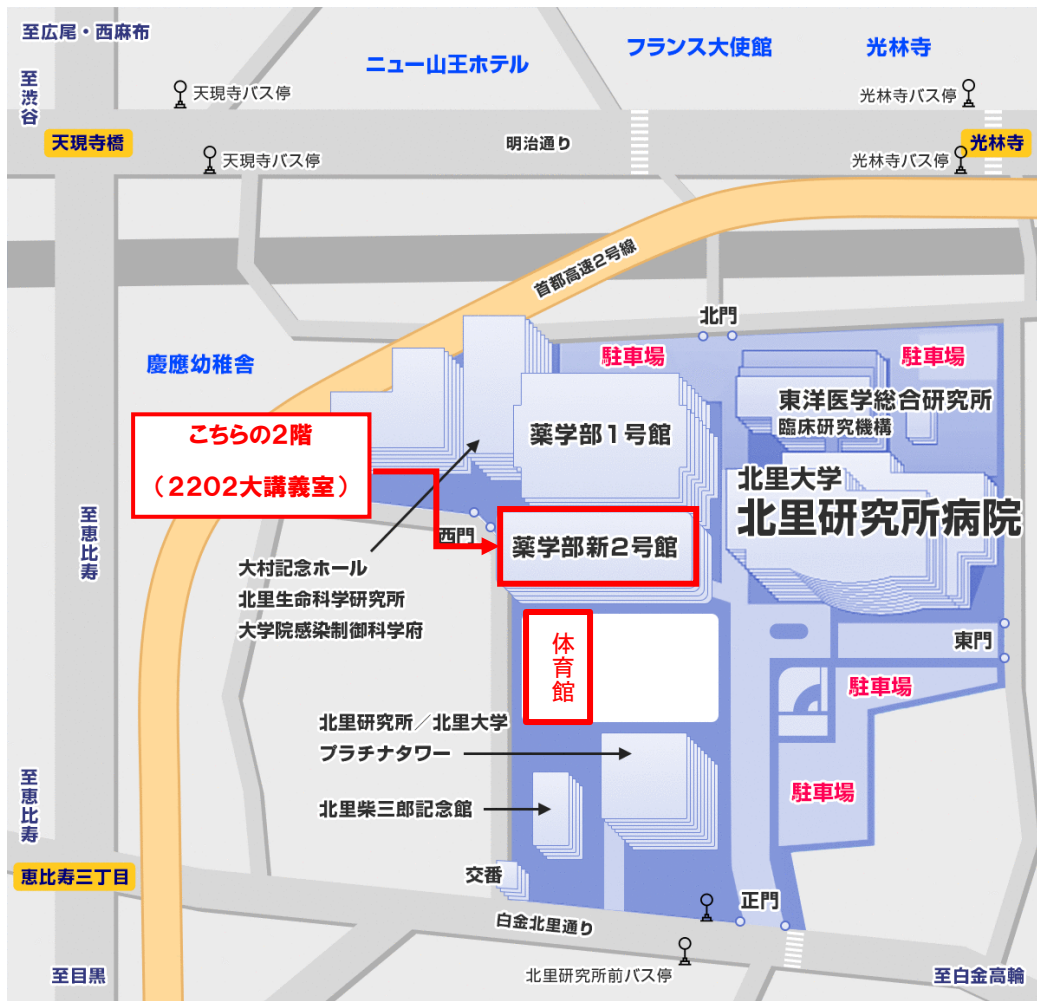 至広尾・西麻布
ニュー山王ホテル
フランス大使館
光林寺
至渋谷
天現寺バス停
光林寺バス停
天現寺橋
明治通り
光林寺
天現寺バス停
光林寺バス停
首都高速2号線
北門
慶應幼稚舎
駐車場
駐車場
東洋医学総合研究所
臨床研究機構
こちらの2階
（2202大講義室）
薬学部1号館
北里大学
北里研究所病院
至恵比寿
西門
薬学部新2号館
大村記念ホール
北里生命科学研究所
大学院感染制御科学府
体育館
東門
駐車場
北里研究所／北里大学
プラチナタワー
至恵比寿
駐車場
北里柴三郎記念館
恵比寿三丁目
交番
正門
白金北里通り
至目黒
北里研究所前バス停
至白金高輪